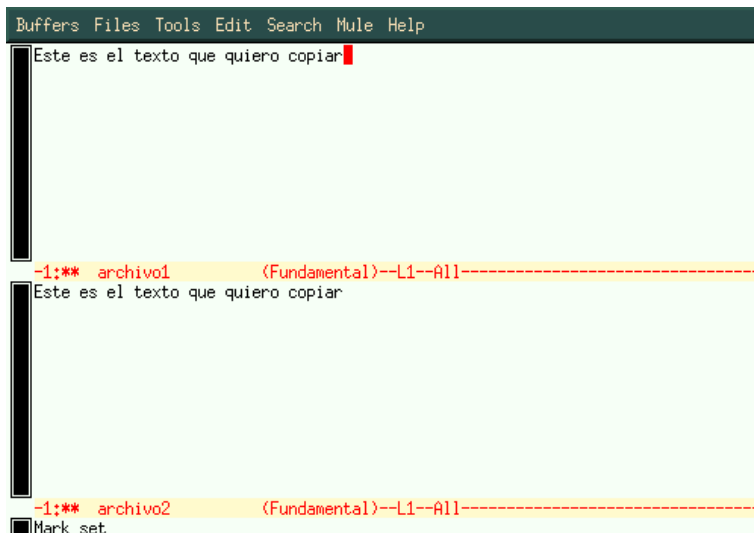 Buffers Files Tools Edit Search Mule Help
Este es el texto que quiero copiar
-1:** archivo1 (Fundamental)--L1--All--------------------------------
Este es el texto que quiero copiar
-1:** archivo2 (Fundamental)--L1--All--------------------------------
Mark set